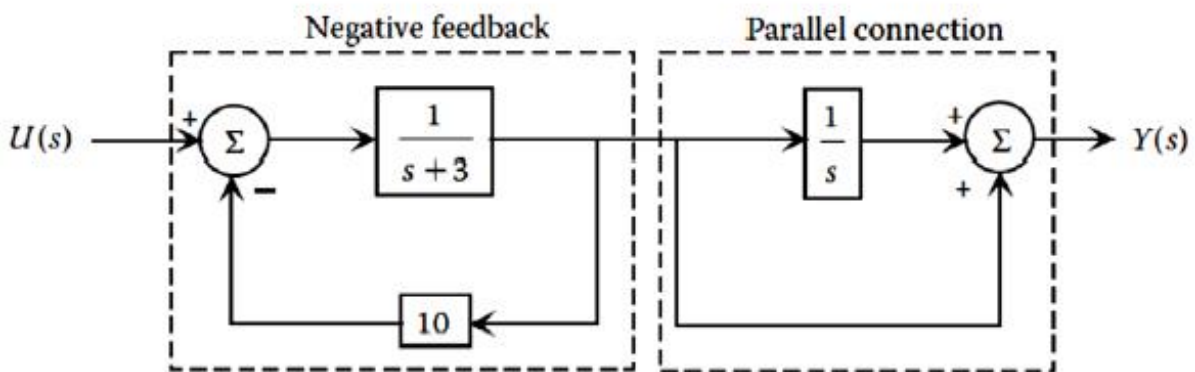 Negative feedback
Parallel connection
U(s)
+
Σ
−
1
s + 3
10
1
s
+
+
Σ
Y(s)